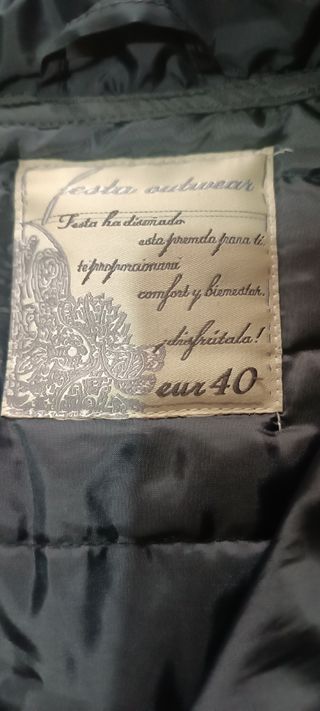 festa outwear
Festa ha diseñado
esta prenda para ti,
te proporcionará
comfort y bienestar.
¡disfrútala!
eur 40